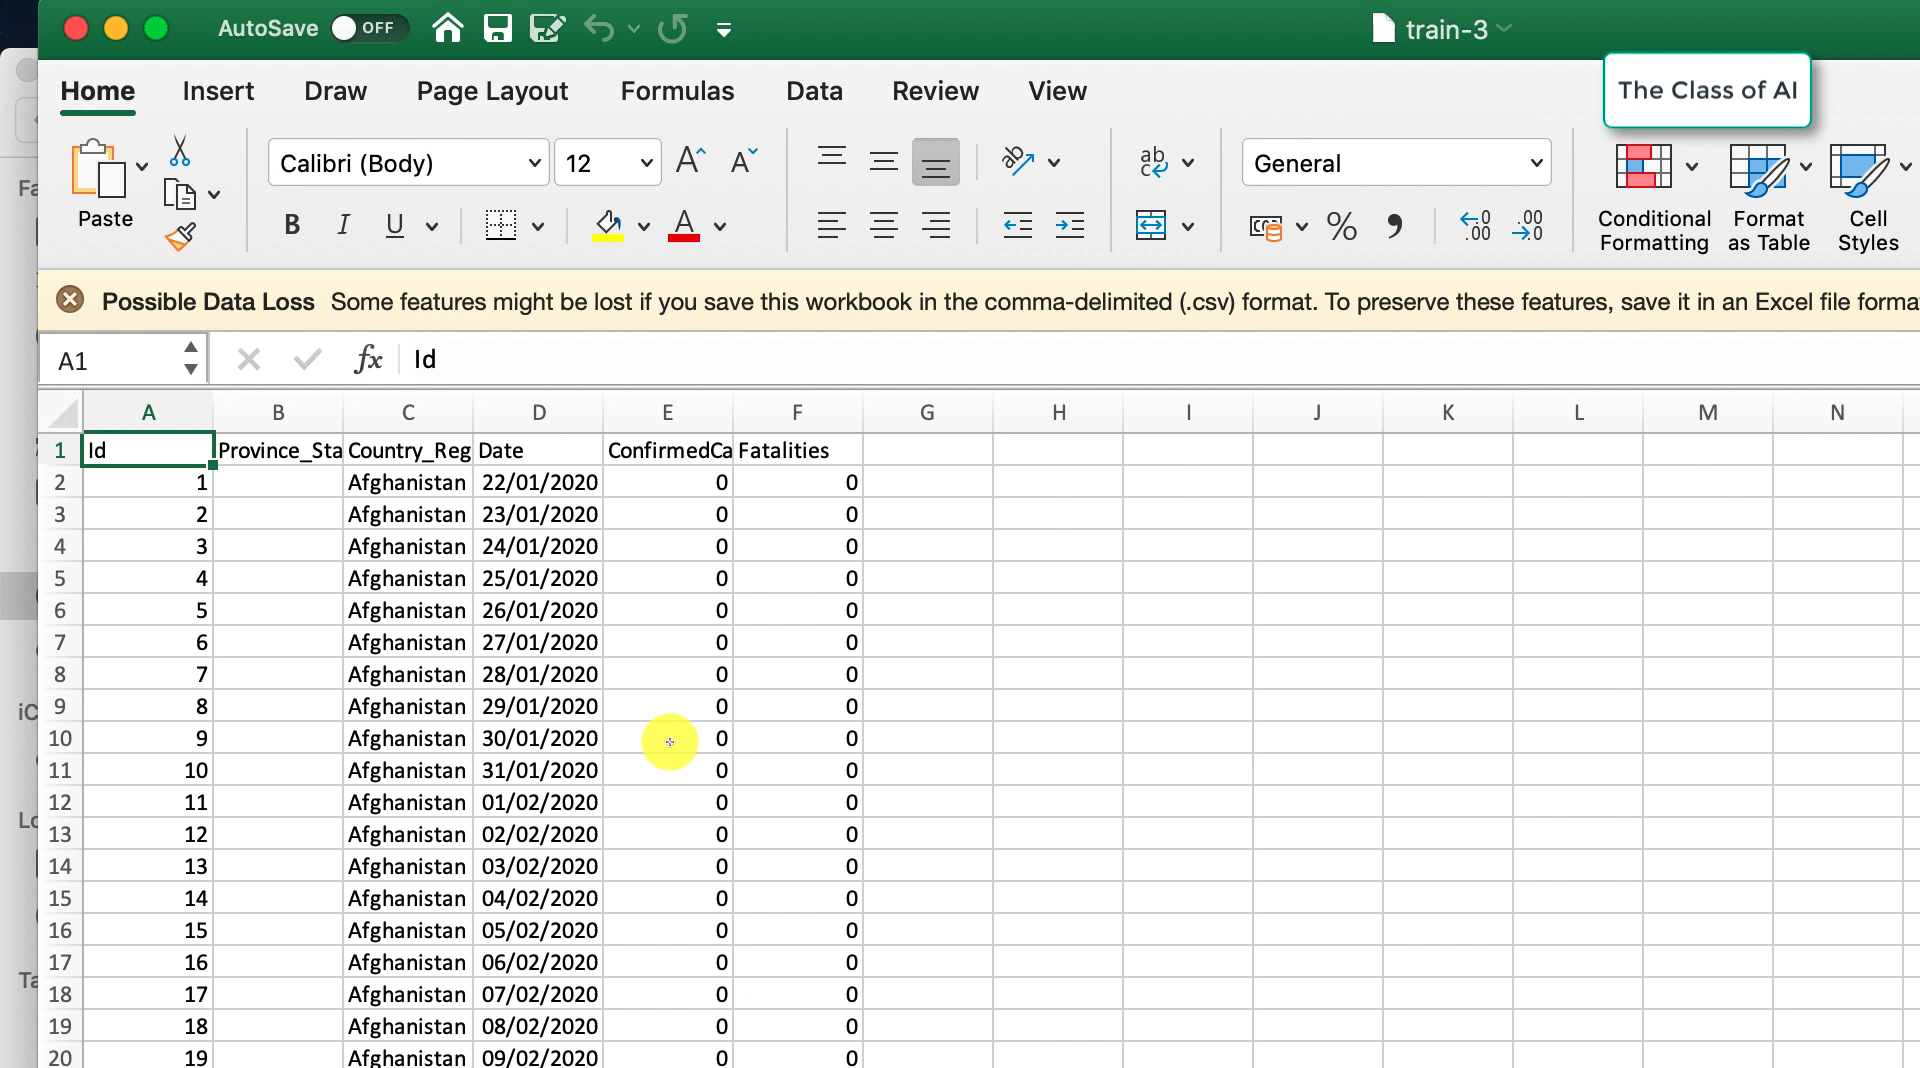 AutoSave OFF train-3
The Class of AI
Home Insert Draw Page Layout Formulas Data Review View
Paste Calibri (Body) 12 General Conditional Formatting Format as Table Cell Styles
Possible Data Loss Some features might be lost if you save this workbook in the comma-delimited (.csv) format. To preserve these features, save it in an Excel file forma
A1 fx Id
A B C D E F G H I J K L M N
1 Id Province_Sta Country_Reg Date ConfirmedCa Fatalities
2 1 Afghanistan 22/01/2020 0 0
3 2 Afghanistan 23/01/2020 0 0
4 3 Afghanistan 24/01/2020 0 0
5 4 Afghanistan 25/01/2020 0 0
6 5 Afghanistan 26/01/2020 0 0
7 6 Afghanistan 27/01/2020 0 0
8 7 Afghanistan 28/01/2020 0 0
9 8 Afghanistan 29/01/2020 0 0
10 9 Afghanistan 30/01/2020 0 0
11 10 Afghanistan 31/01/2020 0 0
12 11 Afghanistan 01/02/2020 0 0
13 12 Afghanistan 02/02/2020 0 0
14 13 Afghanistan 03/02/2020 0 0
15 14 Afghanistan 04/02/2020 0 0
16 15 Afghanistan 05/02/2020 0 0
17 16 Afghanistan 06/02/2020 0 0
18 17 Afghanistan 07/02/2020 0 0
19 18 Afghanistan 08/02/2020 0 0
20 19 Afghanistan 09/02/2020 0 0